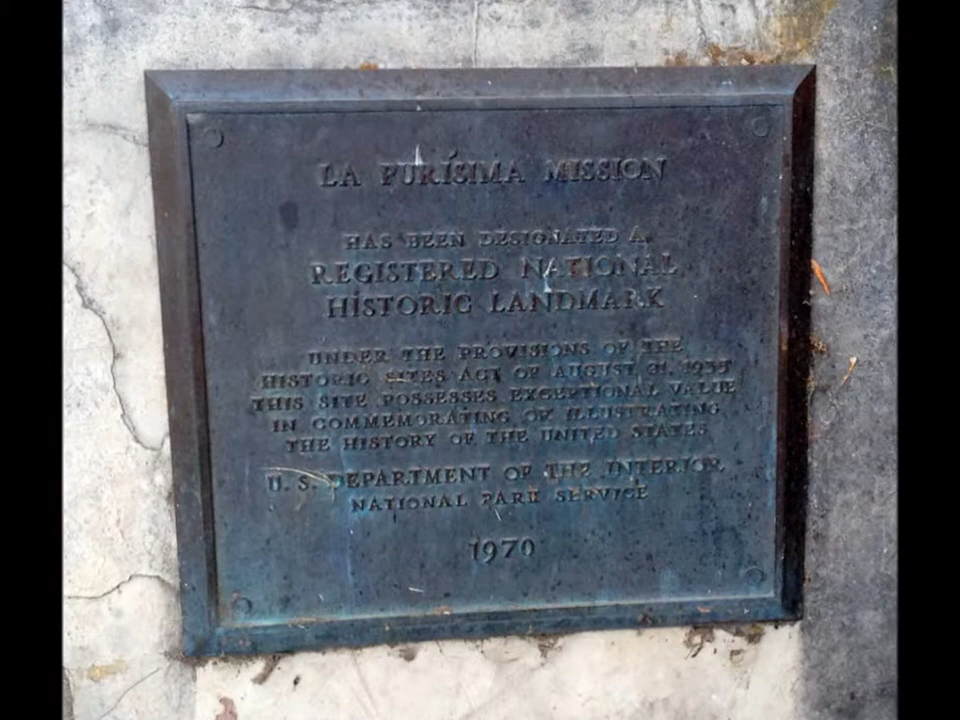 LA PURÍSIMA MISSION
HAS BEEN DESIGNATED A
REGISTERED NATIONAL
HISTORIC LANDMARK
UNDER THE PROVISIONS OF THE
HISTORIC SITES ACT OF AUGUST 21, 1935
THIS SITE POSSESSES EXCEPTIONAL VALUE
IN COMMEMORATING OR ILLUSTRATING
THE HISTORY OF THE UNITED STATES
U. S. DEPARTMENT OF THE INTERIOR
NATIONAL PARK SERVICE
1970